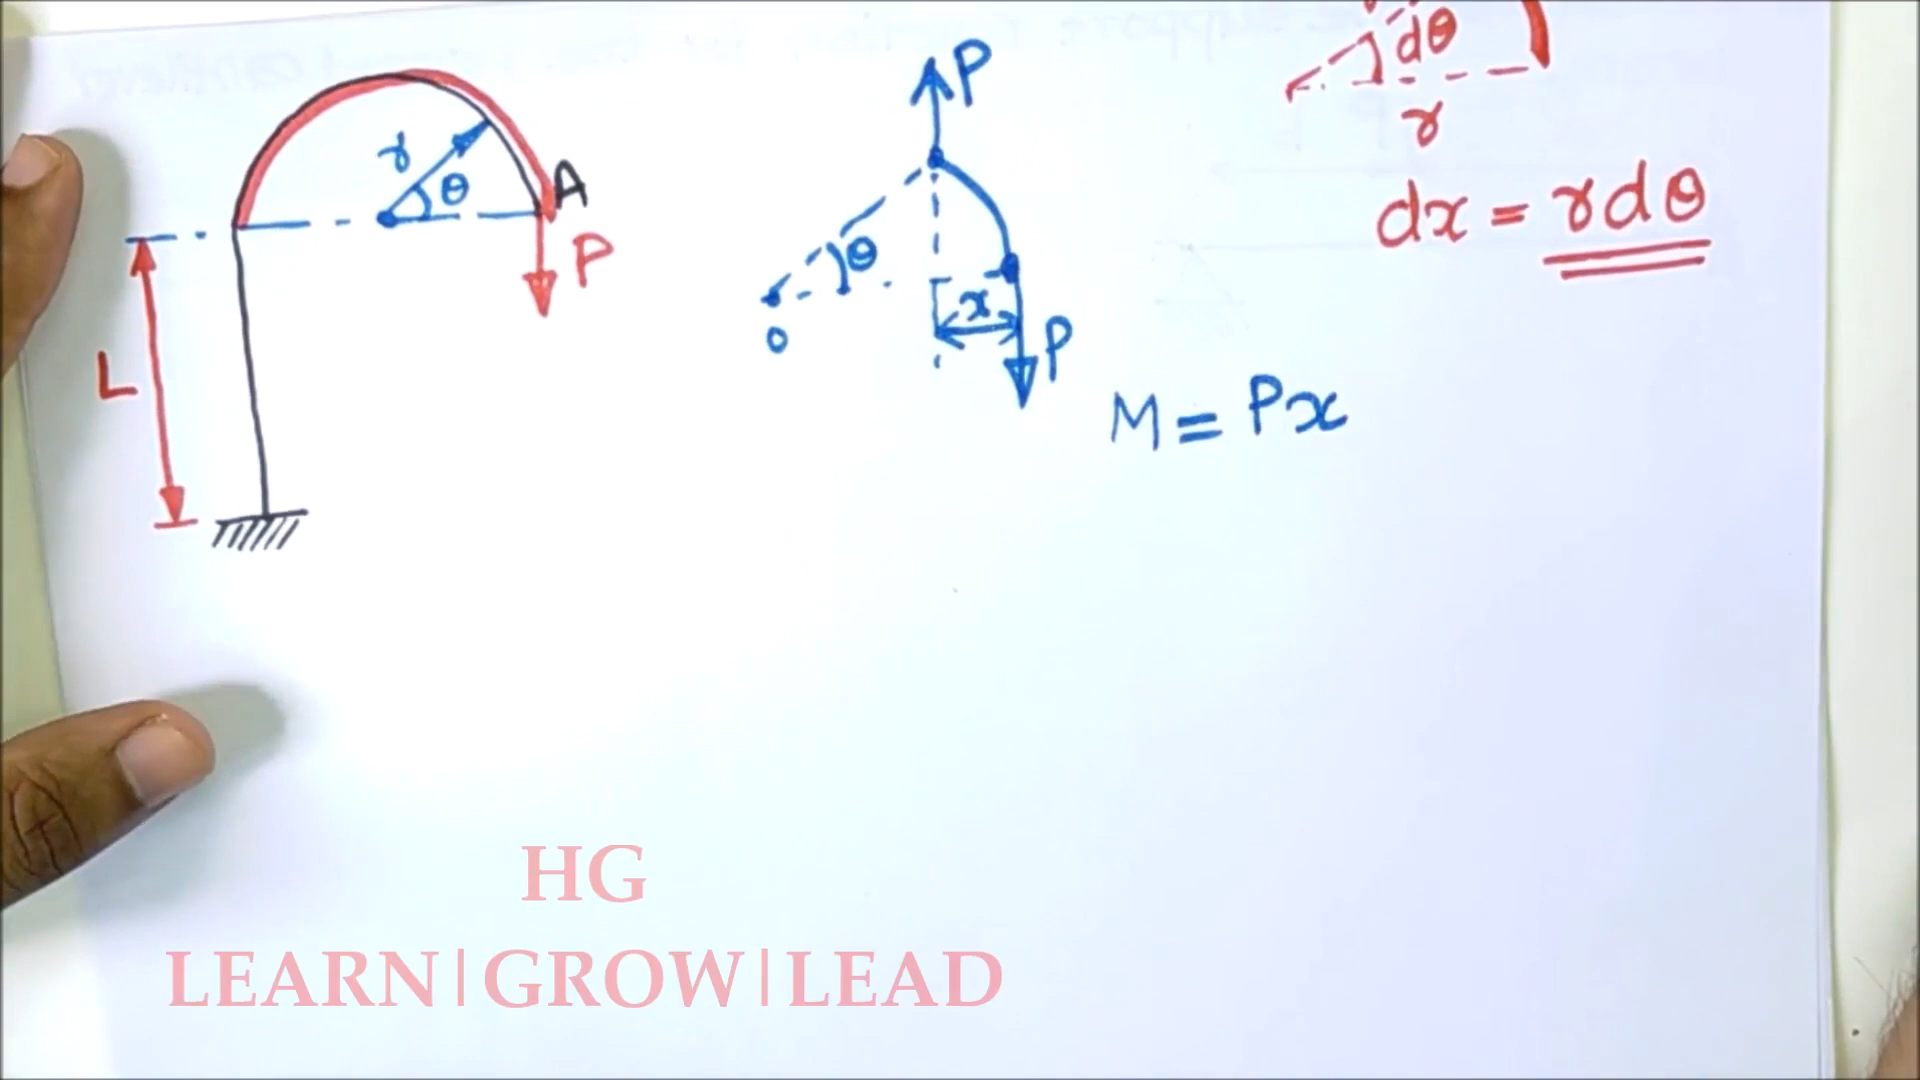 r
θ
A
P
L
P
θ
o
x
P
M = Px
dθ
r
dx = rdθ
HG
LEARN|GROW|LEAD